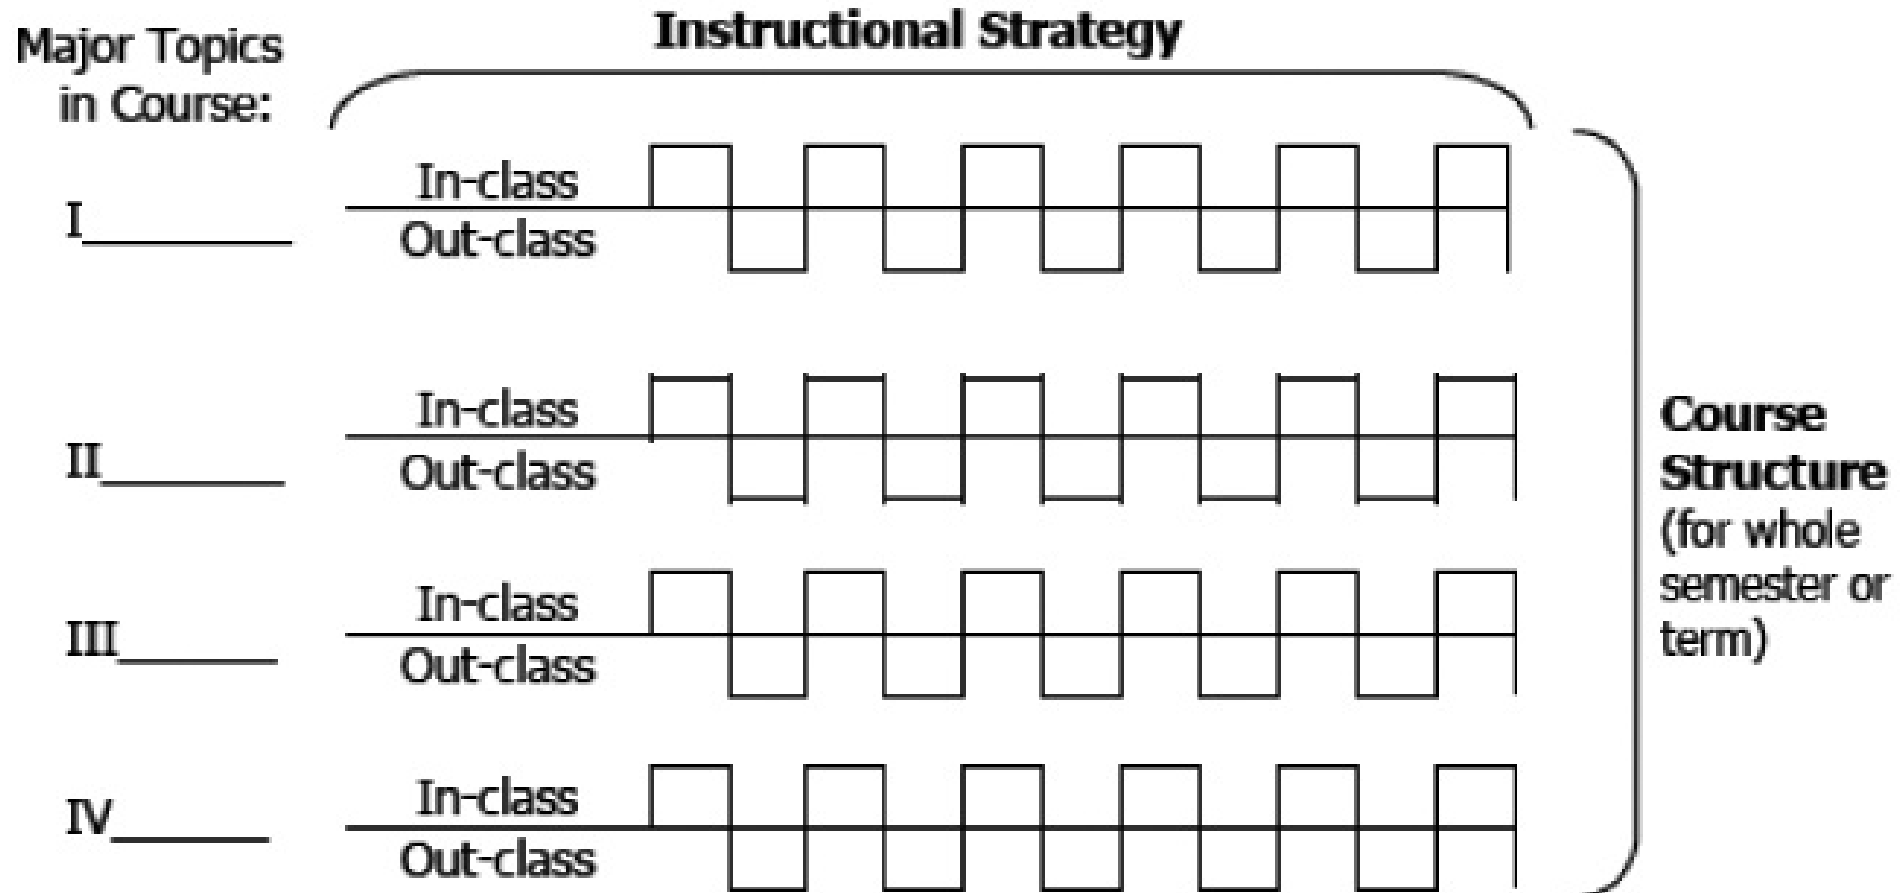 Instructional Strategy
Major Topics
in Course:
In-class
I
Out-class
In-class
II
Out-class
In-class
III
Out-class
In-class
IV
Out-class
Course
Structure
(for whole
semester or
term)